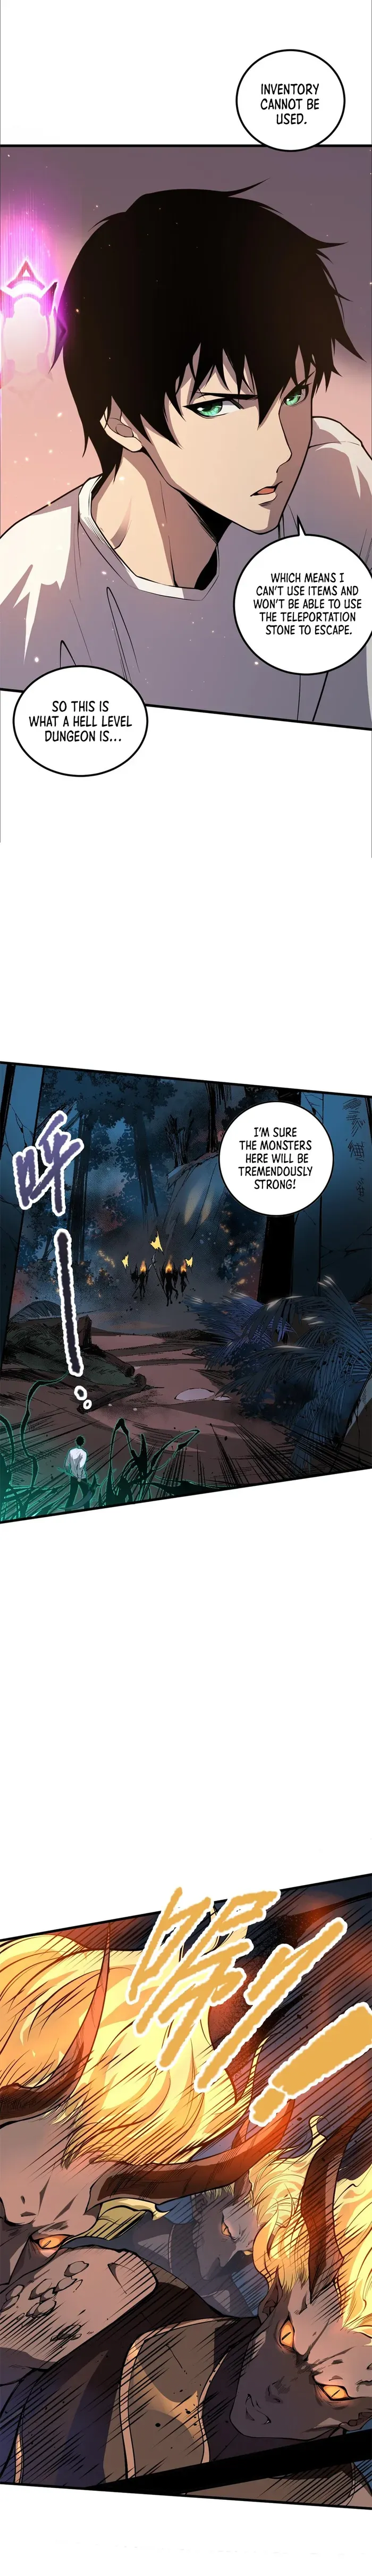 INVENTORY
CANNOT BE
USED.
WHICH MEANS I
CAN'T USE ITEMS AND
WON'T BE ABLE TO USE
THE TELEPORTATION
STONE TO ESCAPE.
SO THIS IS
WHAT A HELL LEVEL
DUNGEON IS...
I'M SURE
THE MONSTERS
HERE WILL BE
TREMENDOUSLY
STRONG!
呼